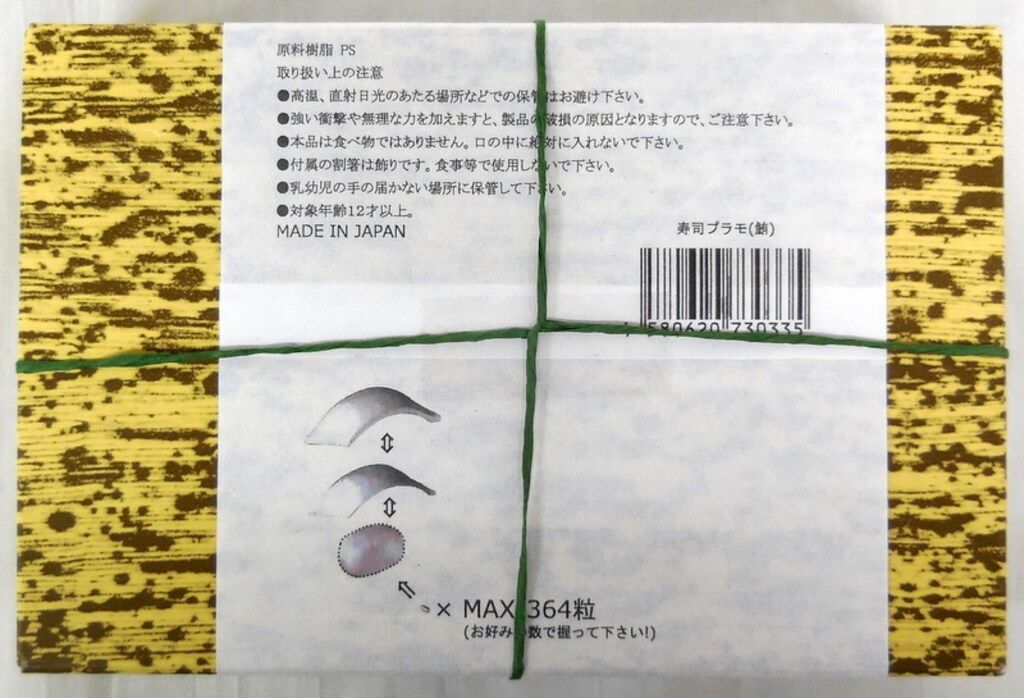 原料樹脂 PS
取り扱い上の注意
●高温、直射日光のあたる場所などでの保管はお避け下さい。
●強い衝撃や無理な力を加えますと、製品の破損の原因となりますので、ご注意下さい。
●本品は食べ物ではありません。口の中に絶対に入れないで下さい。
●付属の割箸は飾りです。食事等で使用しないで下さい。
●乳幼児の手の届かない場所に保管して下さい。
●対象年齢12才以上。
MADE IN JAPAN
寿司プラモ(鮪)
4 580620 730335
× MAX 364粒
(お好みの数で握って下さい!)